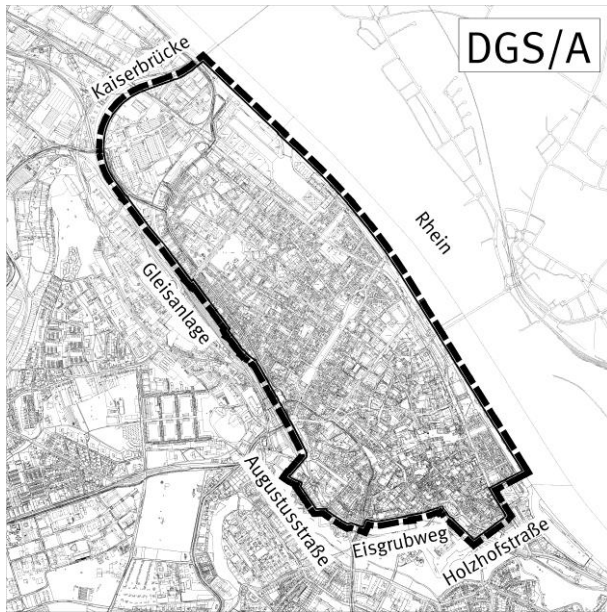 DGS/A
Kaiserbrücke
Rhein
Gleisanlage
Augustusstraße
Eisgrubweg
Holzhofstraße